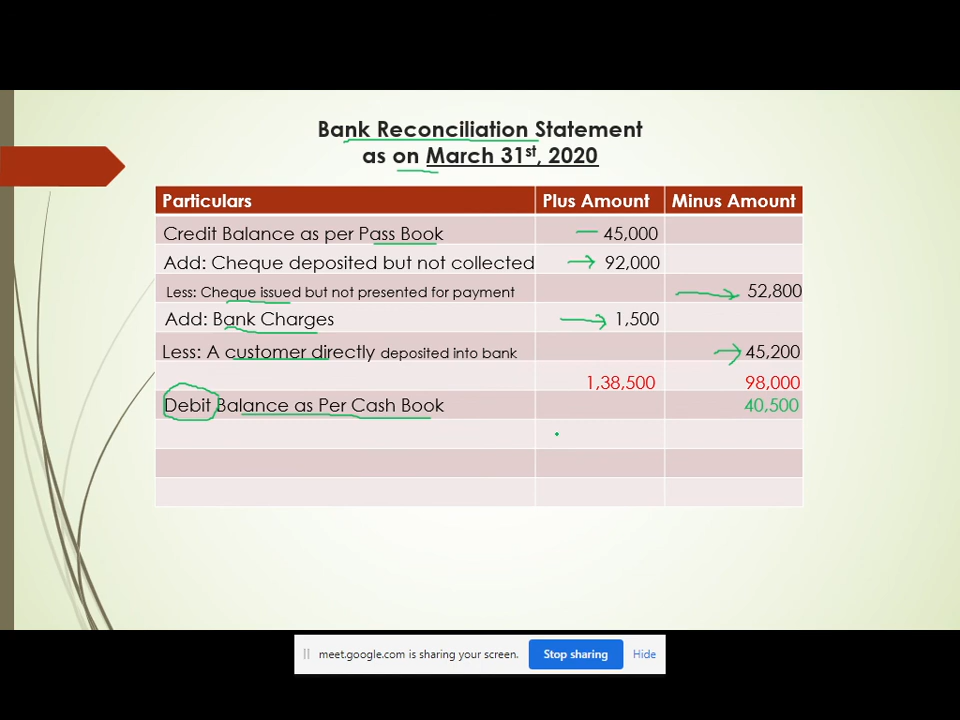 Bank Reconciliation Statement
as on March 31st, 2020
Particulars Plus Amount Minus Amount
Credit Balance as per Pass Book 45,000
Add: Cheque deposited but not collected 92,000
Less: Cheque issued but not presented for payment 52,800
Add: Bank Charges 1,500
Less: A customer directly deposited into bank 45,200
1,38,500 98,000
Debit Balance as Per Cash Book 40,500
meet.google.com is sharing your screen. Stop sharing Hide